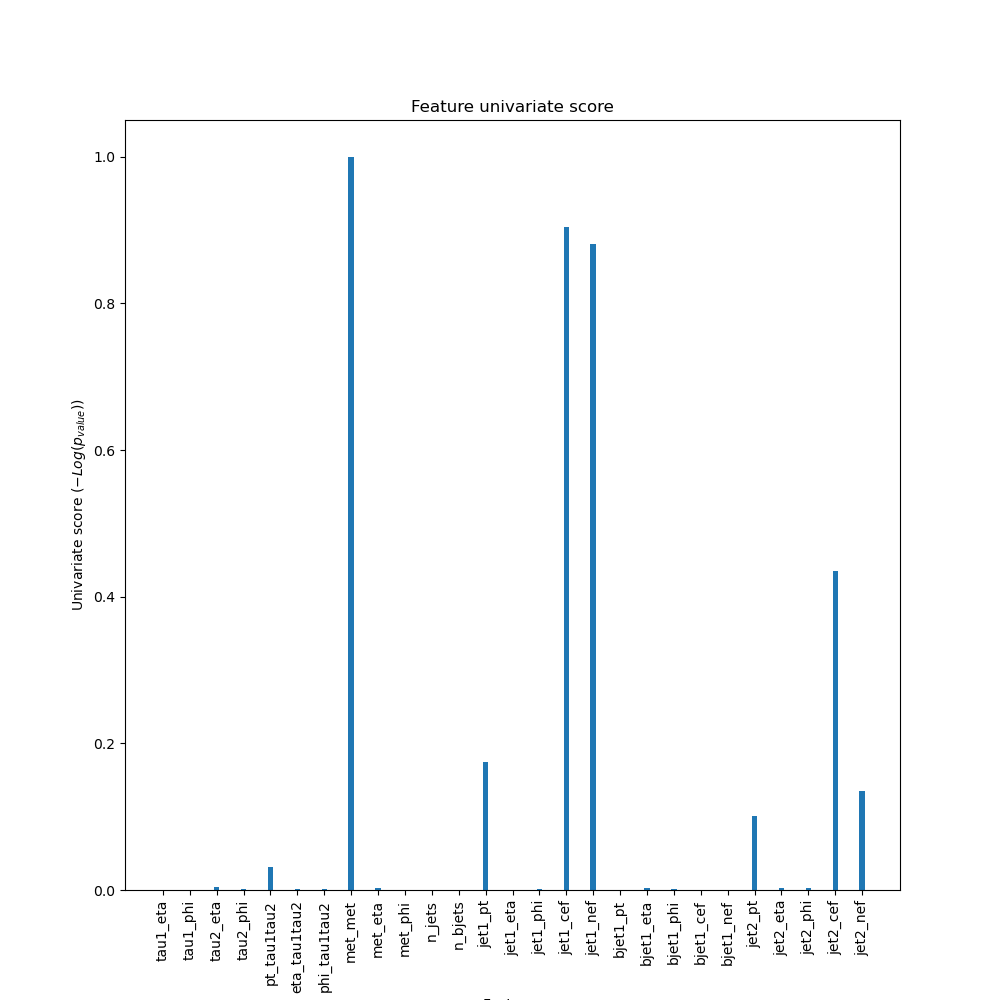 Feature univariate score
Univariate score (−Log(p_value))
1.0
0.8
0.6
0.4
0.2
0.0
tau1_eta
tau1_phi
tau2_eta
tau2_phi
pt_tau1tau2
eta_tau1tau2
phi_tau1tau2
met_met
met_eta
met_phi
n_jets
n_bjets
jet1_pt
jet1_eta
jet1_phi
jet1_cef
jet1_nef
bjet1_pt
bjet1_eta
bjet1_phi
bjet1_cef
bjet1_nef
jet2_pt
jet2_eta
jet2_phi
jet2_cef
jet2_nef